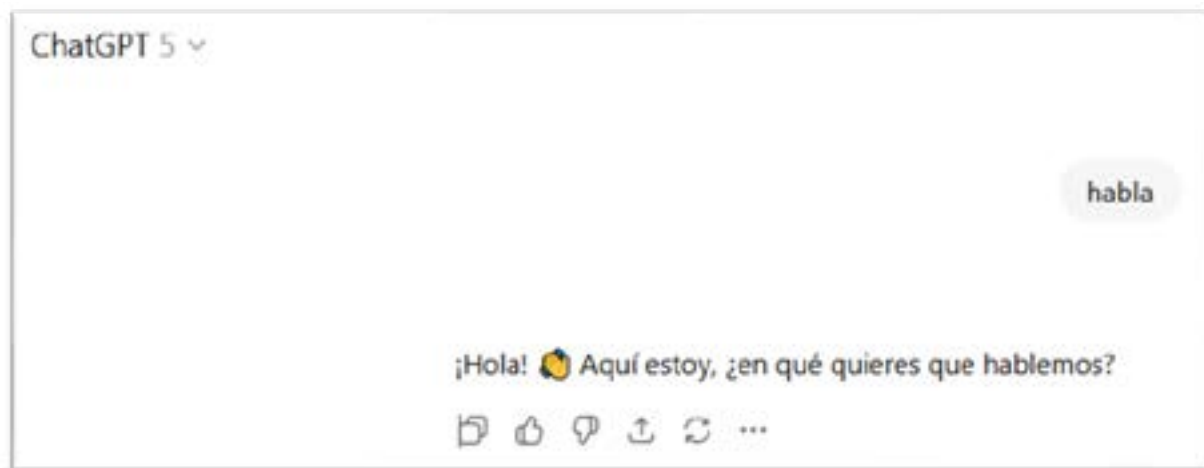 ChatGPT 5
habla
¡Hola! 👋 Aquí estoy, ¿en qué quieres que hablemos?